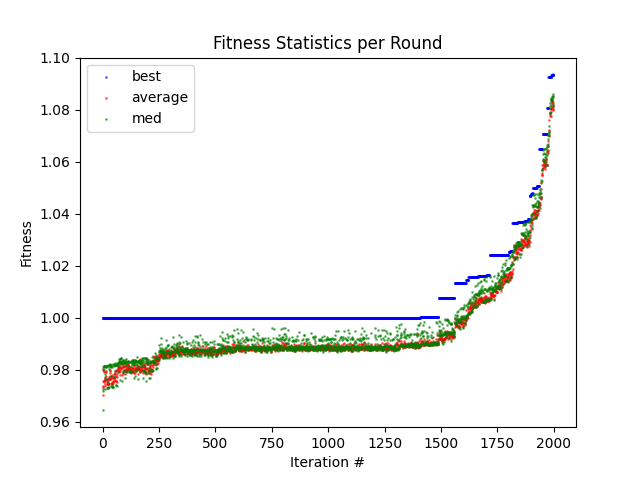 Fitness Statistics per Round
best
average
med
Fitness
1.10
1.08
1.06
1.04
1.02
1.00
0.98
0.96
0 250 500 750 1000 1250 1500 1750 2000
Iteration #